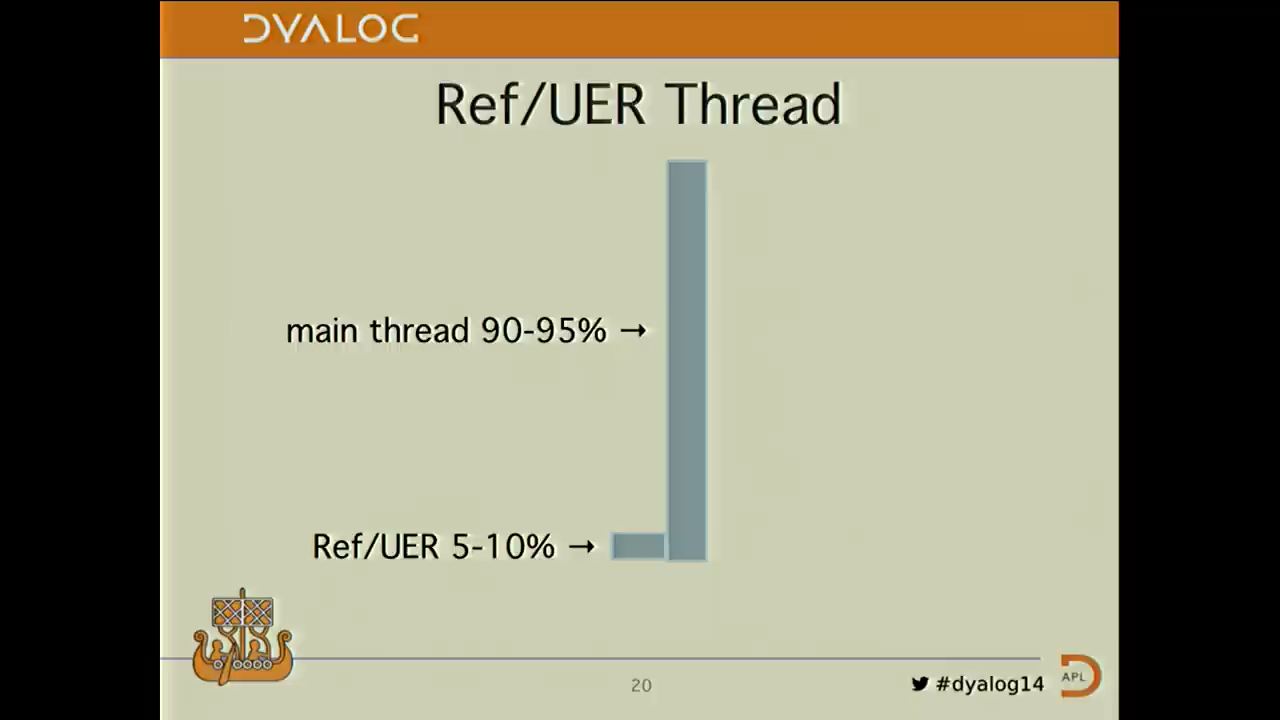 DYALOG
Ref/UER Thread
main thread 90-95% →
Ref/UER 5-10% →
20
#dyalog14
APL